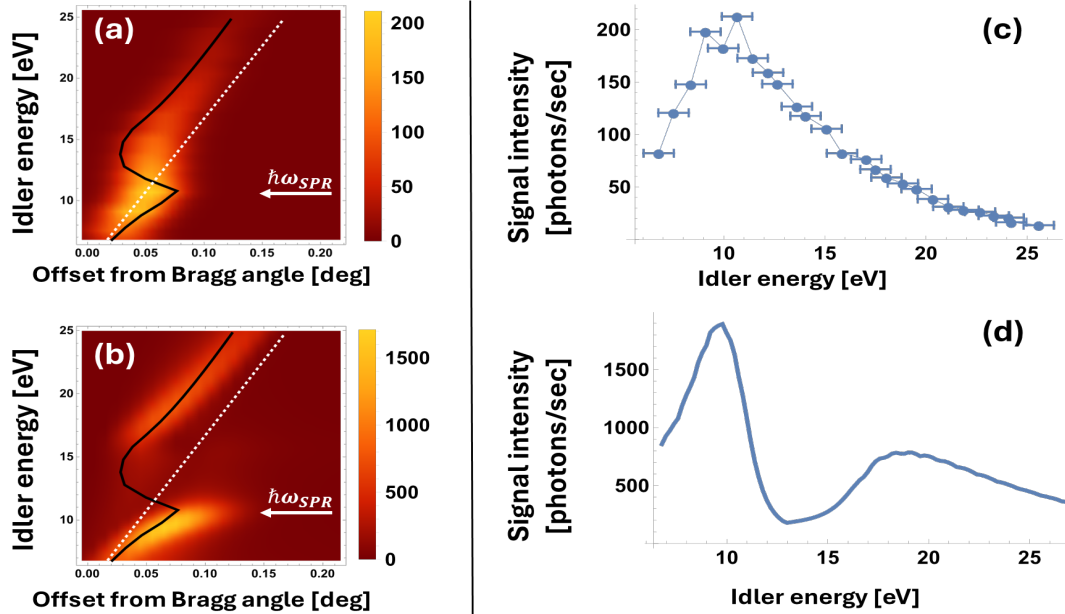 (a)
Idler energy [eV]
25
20
15
10
0.00 0.05 0.10 0.15 0.20
Offset from Bragg angle [deg]
ℏω_SPR
200
150
100
50
0
(b)
Idler energy [eV]
25
20
15
10
0.00 0.05 0.10 0.15 0.20
Offset from Bragg angle [deg]
ℏω_SPR
1500
1000
500
0
(c)
Signal intensity
[photons/sec]
200
150
100
50
10 15 20 25
Idler energy [eV]
(d)
Signal intensity
[photons/sec]
1500
1000
500
10 15 20 25
Idler energy [eV]